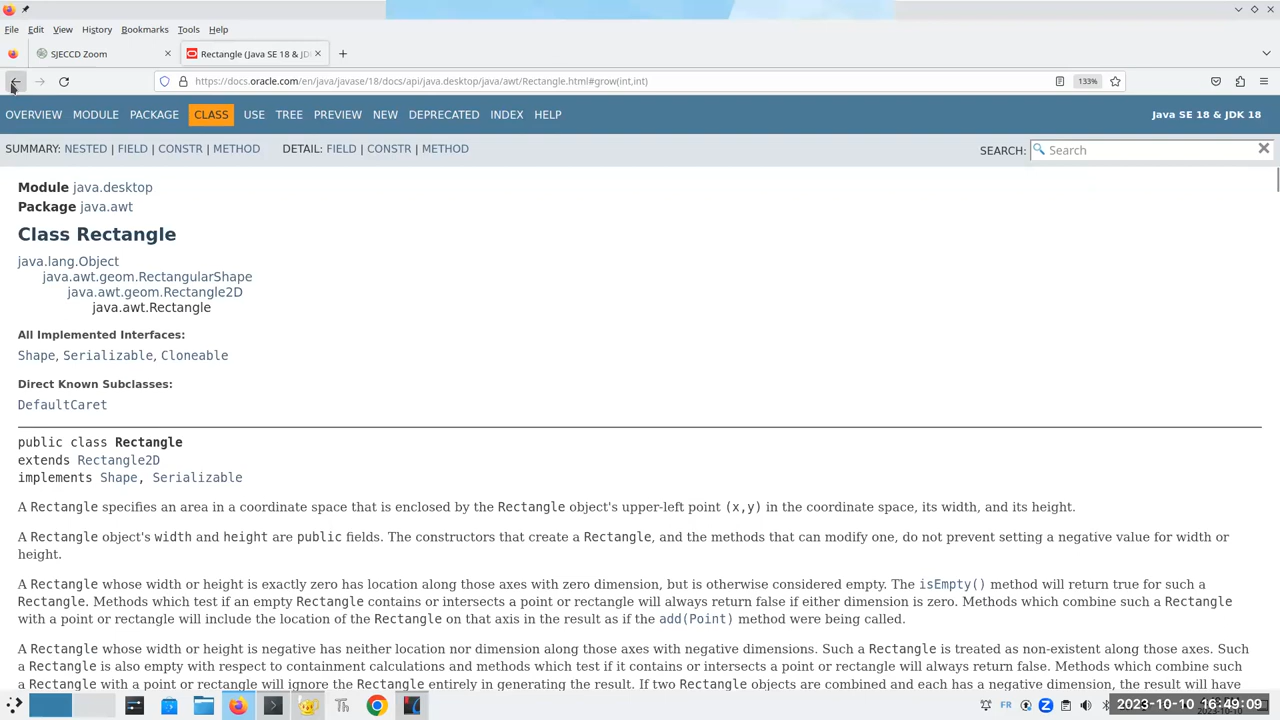 File Edit View History Bookmarks Tools Help
SJECCD Zoom
Rectangle (Java SE 18 & JD
https://docs.oracle.com/en/java/javase/18/docs/api/java.desktop/java/awt/Rectangle.html#grow(int,int)
133%
OVERVIEW MODULE PACKAGE CLASS USE TREE PREVIEW NEW DEPRECATED INDEX HELP
Java SE 18 & JDK 18
SUMMARY: NESTED | FIELD | CONSTR | METHOD DETAIL: FIELD | CONSTR | METHOD
SEARCH: Search
Module java.desktop
Package java.awt
Class Rectangle
java.lang.Object
java.awt.geom.RectangularShape
java.awt.geom.Rectangle2D
java.awt.Rectangle
All Implemented Interfaces:
Shape, Serializable, Cloneable
Direct Known Subclasses:
DefaultCaret
public class Rectangle
extends Rectangle2D
implements Shape, Serializable
A Rectangle specifies an area in a coordinate space that is enclosed by the Rectangle object's upper-left point (x,y) in the coordinate space, its width, and its height.
A Rectangle object's width and height are public fields. The constructors that create a Rectangle, and the methods that can modify one, do not prevent setting a negative value for width or
height.
A Rectangle whose width or height is exactly zero has location along those axes with zero dimension, but is otherwise considered empty. The isEmpty() method will return true for such a
Rectangle. Methods which test if an empty Rectangle contains or intersects a point or rectangle will always return false if either dimension is zero. Methods which combine such a Rectangle
with a point or rectangle will include the location of the Rectangle on that axis in the result as if the add(Point) method were being called.
A Rectangle whose width or height is negative has neither location nor dimension along those axes with negative dimensions. Such a Rectangle is treated as non-existent along those axes. Such
a Rectangle is also empty with respect to containment calculations and methods which test if it contains or intersects a point or rectangle will always return false. Methods which combine such
a Rectangle with a point or rectangle will ignore the Rectangle entirely in generating the result. If two Rectangle objects are combined and each has a negative dimension, the result will have
FR
2023-10-10 16:49:09